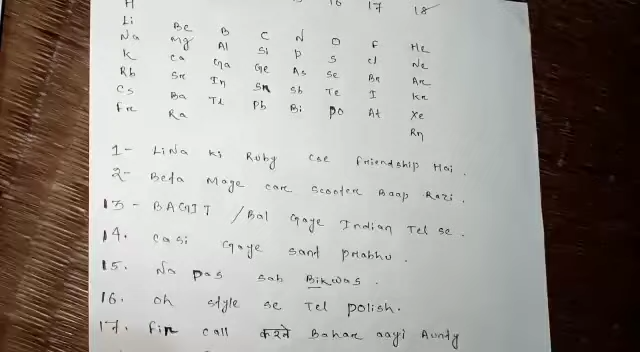 H 16 17 18
Li Be B C N O F He
Na Mg Al Si P S Cl Ne
K Ca Ga Ge As Se Br Ar
Rb Sr In Sn Sb Te I Kr
Cs Ba Tl Pb Bi Po At Xe
Fr Ra Rn
1- LiNa ki Ruby Cse friendship Hai.
2- Beta Mage car scooter Baap Razi.
13- BAGIT / Bal Gaye Indian Tel se.
14. Casi Gaye sant prabhu.
15. Na pas sab Bikwas.
16. Oh style se Tel polish.
17. Fir call करने Bahar aayi Aunty